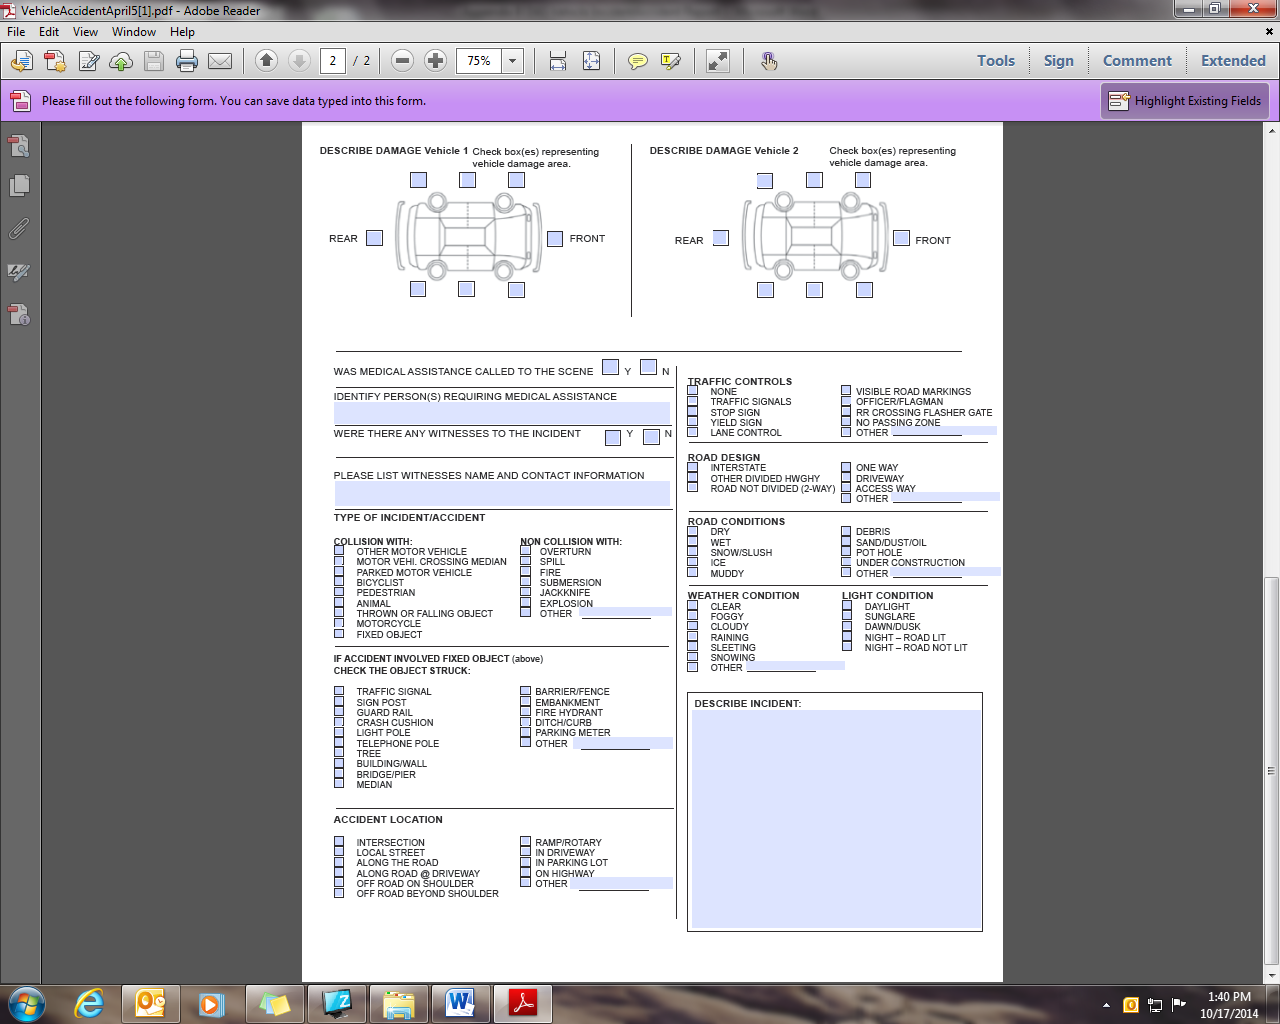 VehicleAccidentApril5[1].pdf - Adobe Reader
File Edit View Window Help
2 / 2 75% Tools Sign Comment Extended
Please fill out the following form. You can save data typed into this form. Highlight Existing Fields
DESCRIBE DAMAGE Vehicle 1 Check box(es) representing
vehicle damage area.
REAR FRONT
DESCRIBE DAMAGE Vehicle 2 Check box(es) representing
vehicle damage area.
REAR FRONT
WAS MEDICAL ASSISTANCE CALLED TO THE SCENE Y N
IDENTIFY PERSON(S) REQUIRING MEDICAL ASSISTANCE
WERE THERE ANY WITNESSES TO THE INCIDENT Y N
PLEASE LIST WITNESSES NAME AND CONTACT INFORMATION
TYPE OF INCIDENT/ACCIDENT
COLLISION WITH:
OTHER MOTOR VEHICLE
MOTOR VEHI. CROSSING MEDIAN
PARKED MOTOR VEHICLE
BICYCLIST
PEDESTRIAN
ANIMAL
THROWN OR FALLING OBJECT
MOTORCYCLE
FIXED OBJECT
NON COLLISION WITH:
OVERTURN
SPILL
FIRE
SUBMERSION
JACKKNIFE
EXPLOSION
OTHER
IF ACCIDENT INVOLVED FIXED OBJECT (above)
CHECK THE OBJECT STRUCK:
TRAFFIC SIGNAL
SIGN POST
GUARD RAIL
CRASH CUSHION
LIGHT POLE
TELEPHONE POLE
TREE
BUILDING/WALL
BRIDGE/PIER
MEDIAN
BARRIER/FENCE
EMBANKMENT
FIRE HYDRANT
DITCH/CURB
PARKING METER
OTHER
ACCIDENT LOCATION
INTERSECTION
LOCAL STREET
ALONG THE ROAD
ALONG ROAD @ DRIVEWAY
OFF ROAD ON SHOULDER
OFF ROAD BEYOND SHOULDER
RAMP/ROTARY
IN DRIVEWAY
IN PARKING LOT
ON HIGHWAY
OTHER
TRAFFIC CONTROLS
NONE
TRAFFIC SIGNALS
STOP SIGN
YIELD SIGN
LANE CONTROL
VISIBLE ROAD MARKINGS
OFFICER/FLAGMAN
RR CROSSING FLASHER GATE
NO PASSING ZONE
OTHER
ROAD DESIGN
INTERSTATE
OTHER DIVIDED HWGHY
ROAD NOT DIVIDED (2-WAY)
ONE WAY
DRIVEWAY
ACCESS WAY
OTHER
ROAD CONDITIONS
DRY
WET
SNOW/SLUSH
ICE
MUDDY
DEBRIS
SAND/DUST/OIL
POT HOLE
UNDER CONSTRUCTION
OTHER
WEATHER CONDITION
CLEAR
FOGGY
CLOUDY
RAINING
SLEETING
SNOWING
OTHER
LIGHT CONDITION
DAYLIGHT
SUNGLARE
DAWN/DUSK
NIGHT – ROAD LIT
NIGHT – ROAD NOT LIT
DESCRIBE INCIDENT:
1:40 PM
10/17/2014